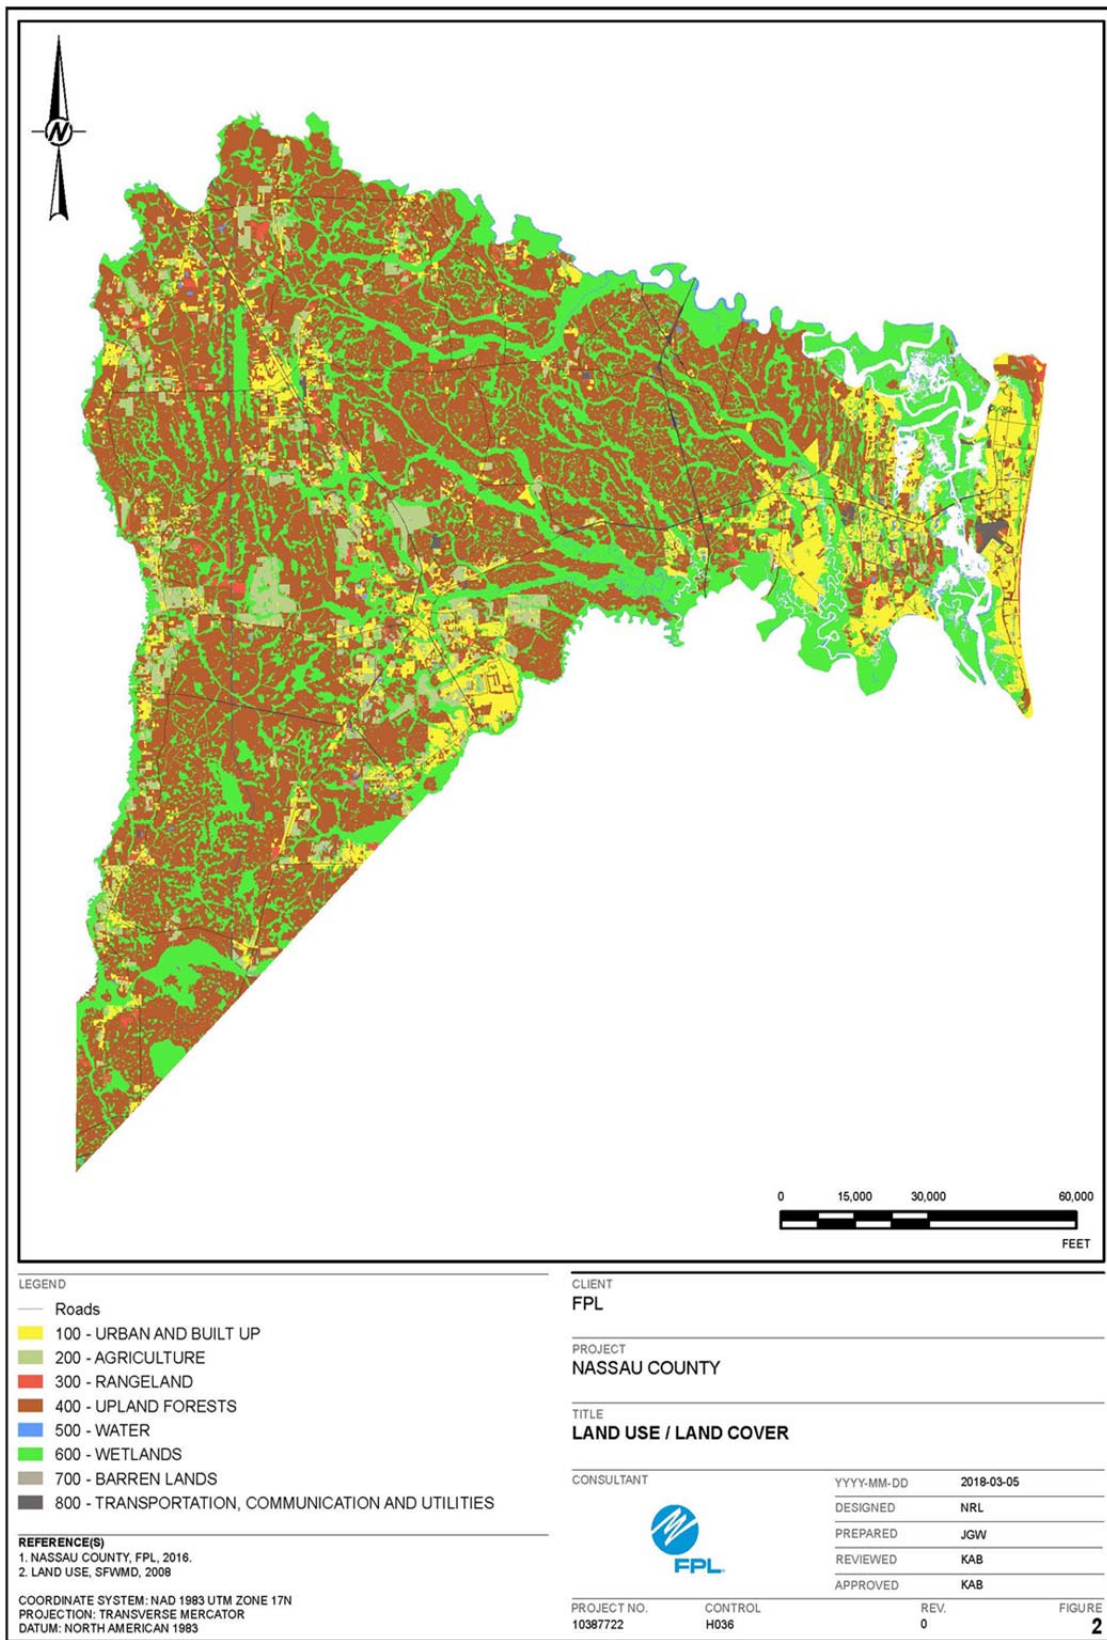 N
0 15,000 30,000 60,000
FEET
LEGEND
Roads
100 - URBAN AND BUILT UP
200 - AGRICULTURE
300 - RANGELAND
400 - UPLAND FORESTS
500 - WATER
600 - WETLANDS
700 - BARREN LANDS
800 - TRANSPORTATION, COMMUNICATION AND UTILITIES
REFERENCE(S)
1. NASSAU COUNTY, FPL, 2016.
2. LAND USE, SFWMD, 2008
COORDINATE SYSTEM: NAD 1983 UTM ZONE 17N
PROJECTION: TRANSVERSE MERCATOR
DATUM: NORTH AMERICAN 1983
CLIENT
FPL
PROJECT
NASSAU COUNTY
TITLE
LAND USE / LAND COVER
CONSULTANT
FPL.
YYYY-MM-DD 2018-03-05
DESIGNED NRL
PREPARED JGW
REVIEWED KAB
APPROVED KAB
PROJECT NO. CONTROL REV. FIGURE
10387722 H036 0 2